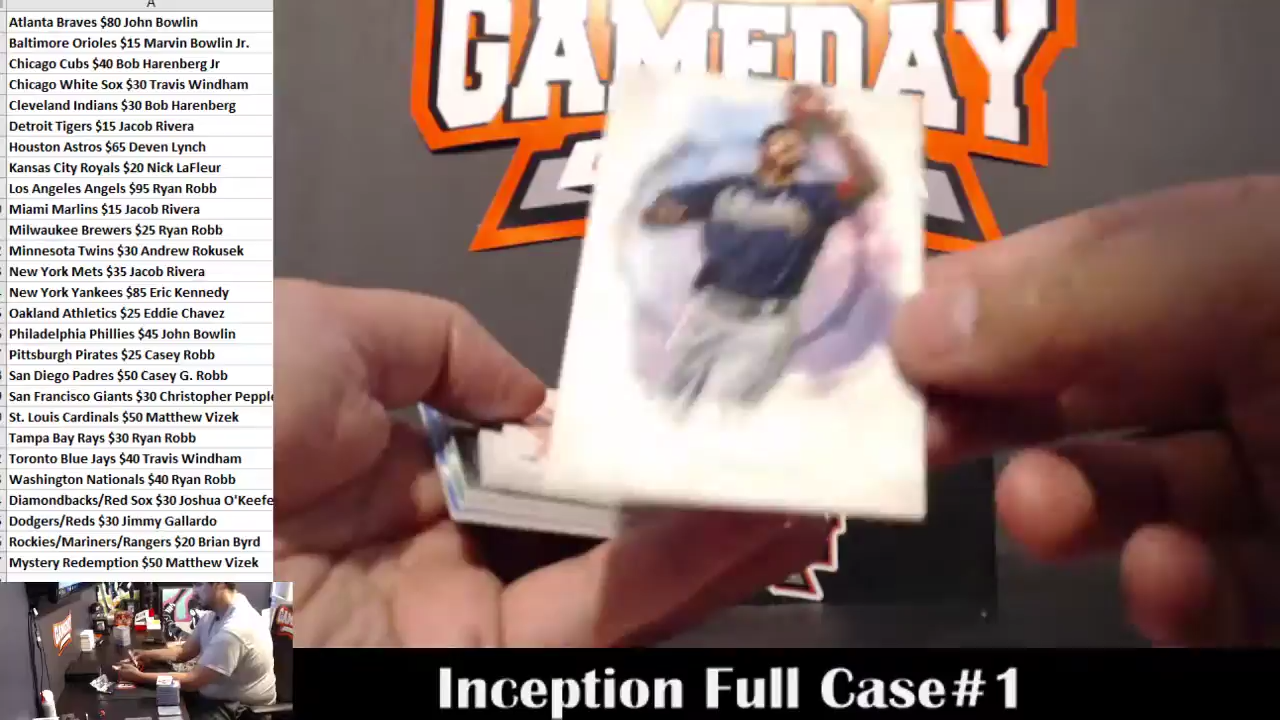 A
Atlanta Braves $80 John Bowlin
Baltimore Orioles $15 Marvin Bowlin Jr.
Chicago Cubs $40 Bob Harenberg Jr
Chicago White Sox $30 Travis Windham
Cleveland Indians $30 Bob Harenberg
Detroit Tigers $15 Jacob Rivera
Houston Astros $65 Deven Lynch
Kansas City Royals $20 Nick LaFleur
Los Angeles Angels $95 Ryan Robb
Miami Marlins $15 Jacob Rivera
Milwaukee Brewers $25 Ryan Robb
Minnesota Twins $30 Andrew Rokusek
New York Mets $35 Jacob Rivera
New York Yankees $85 Eric Kennedy
Oakland Athletics $25 Eddie Chavez
Philadelphia Phillies $45 John Bowlin
Pittsburgh Pirates $25 Casey Robb
San Diego Padres $50 Casey G. Robb
San Francisco Giants $30 Christopher Pepple
St. Louis Cardinals $50 Matthew Vizek
Tampa Bay Rays $30 Ryan Robb
Toronto Blue Jays $40 Travis Windham
Washington Nationals $40 Ryan Robb
Diamondbacks/Red Sox $30 Joshua O'Keefe
Dodgers/Reds $30 Jimmy Gallardo
Rockies/Mariners/Rangers $20 Brian Byrd
Mystery Redemption $50 Matthew Vizek
GAMEDAY
GAMEDAY
Inception Full Case#1